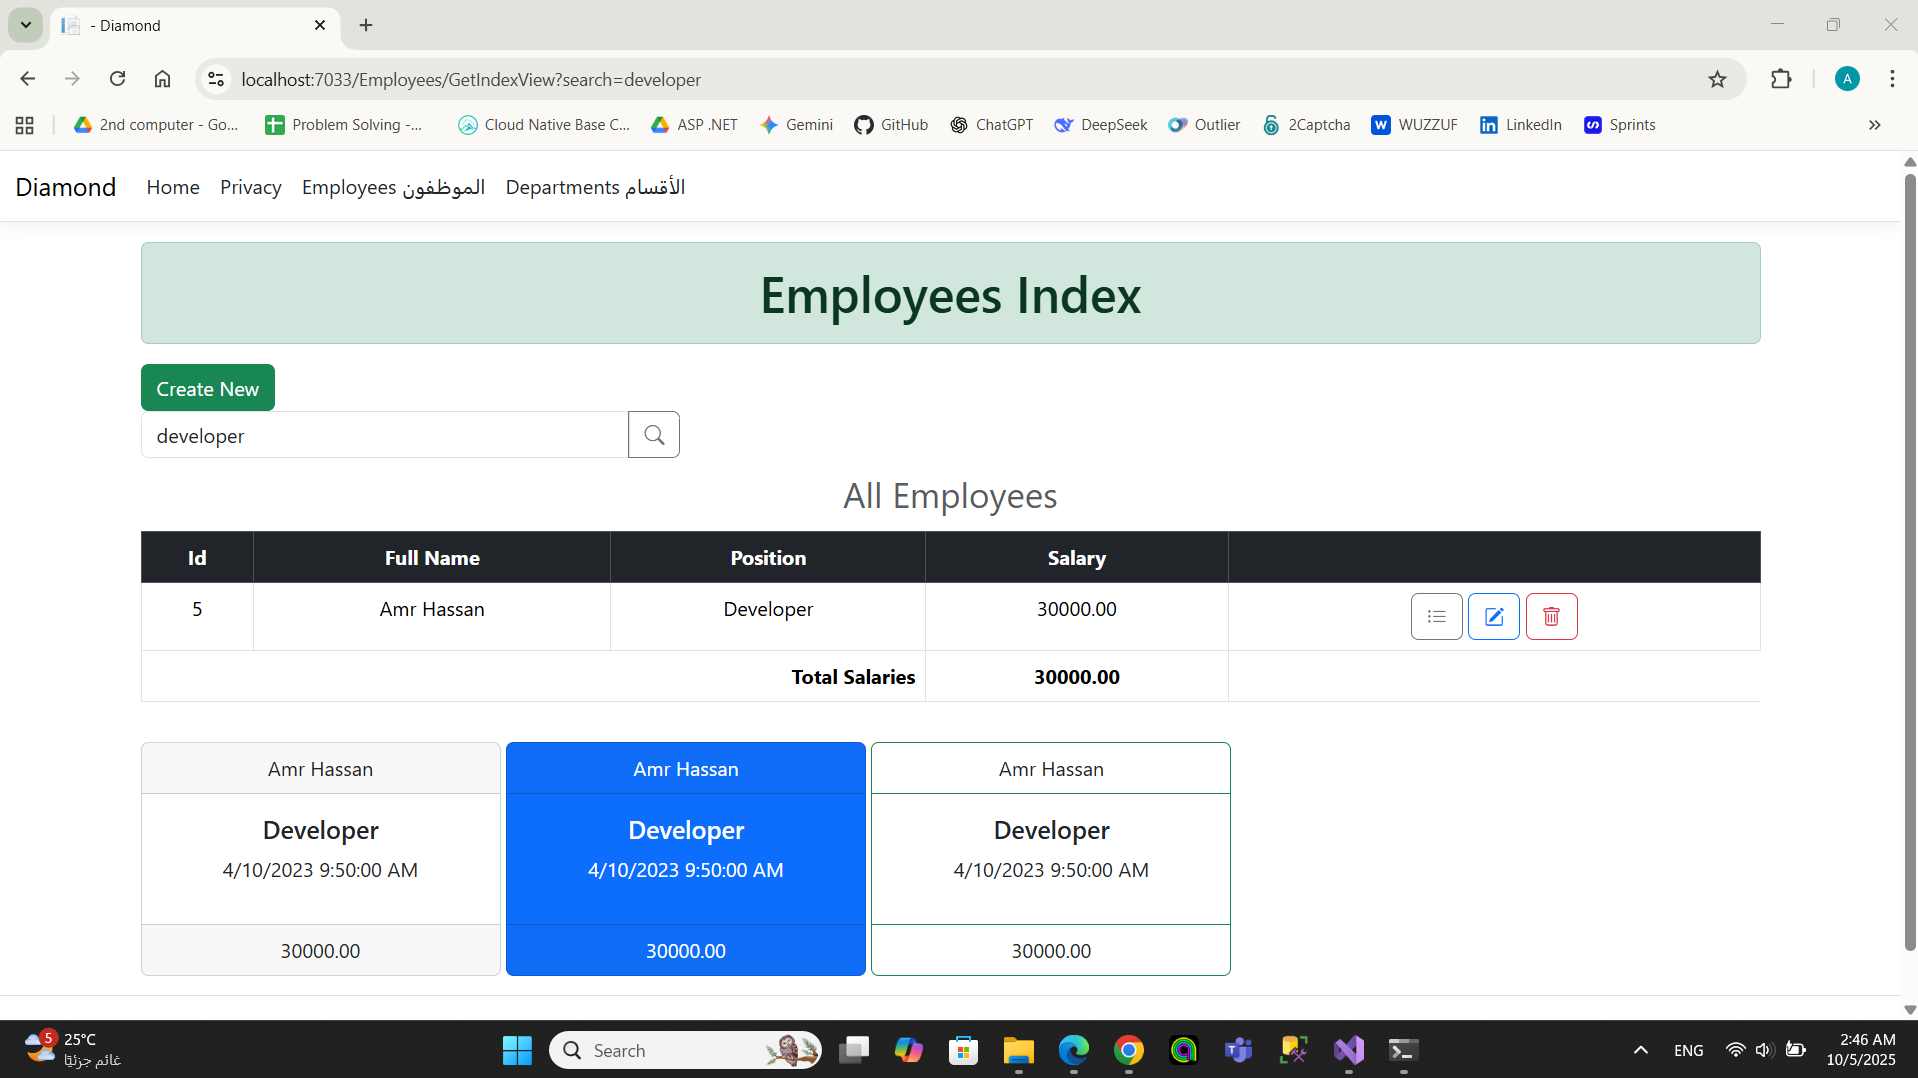 - Diamond
localhost:7033/Employees/GetIndexView?search=developer
A
2nd computer - Go...
Problem Solving -...
Cloud Native Base C...
ASP .NET
Gemini
GitHub
ChatGPT
DeepSeek
Outlier
2Captcha
W
WUZZUF
in
LinkedIn
Sprints
Diamond
Home
Privacy
Employees الموظفون
Departments الأقسام
Employees Index
Create New
developer
All Employees
Id Full Name Position Salary
5 Amr Hassan Developer 30000.00
Total Salaries 30000.00
Amr Hassan
Developer
4/10/2023 9:50:00 AM
30000.00
Amr Hassan
Developer
4/10/2023 9:50:00 AM
30000.00
Amr Hassan
Developer
4/10/2023 9:50:00 AM
30000.00
5
25°C
غائم جزئيًا
Search
ENG
2:46 AM
10/5/2025